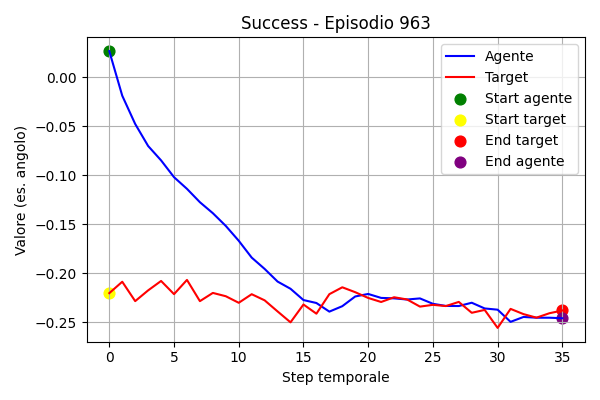 Success - Episodio 963
Valore (es. angolo)
0.00
−0.05
−0.10
−0.15
−0.20
−0.25
Agente
Target
Start agente
Start target
End target
End agente
0 5 10 15 20 25 30 35
Step temporale